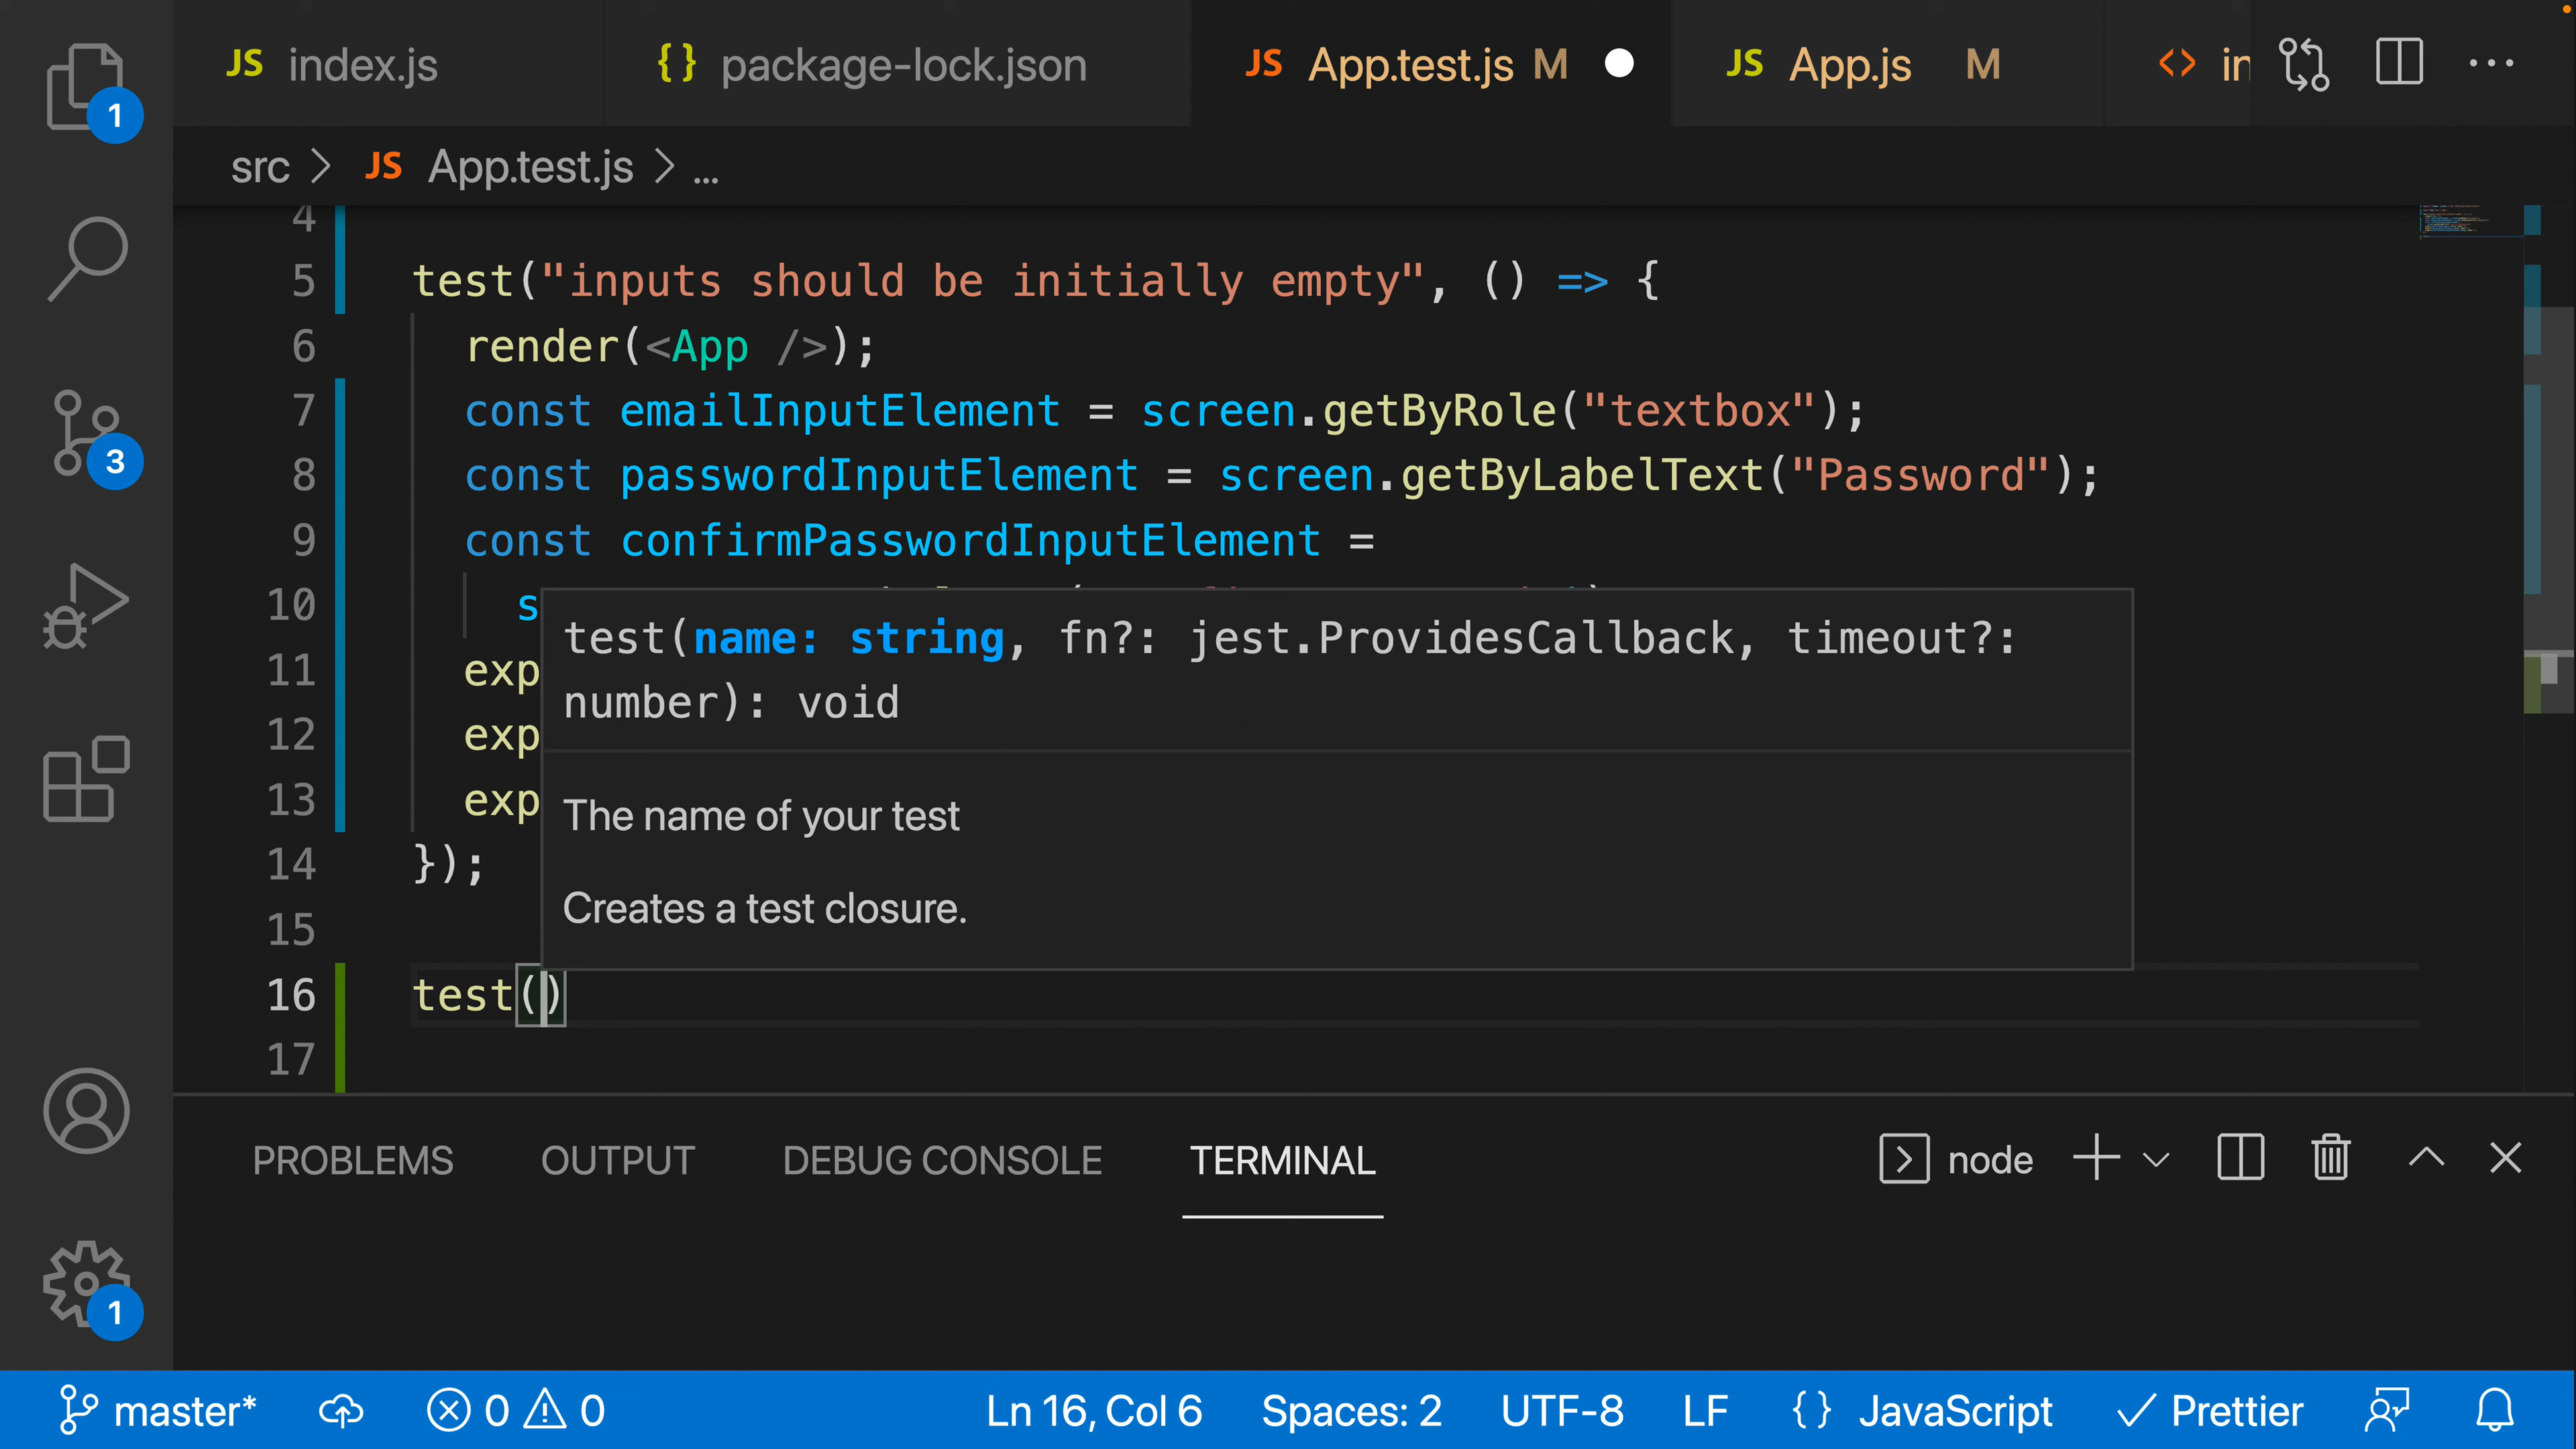 JS index.js {} package-lock.json JS App.test.js M JS App.js M <> in ...
src > JS App.test.js > ...
1
4
5 test("inputs should be initially empty", () => {
6 render(<App />);
7 const emailInputElement = screen.getByRole("textbox");
3
8 const passwordInputElement = screen.getByLabelText("Password");
9 const confirmPasswordInputElement =
10 s
test(name: string, fn?: jest.ProvidesCallback, timeout?:
11 exp
number): void
12 exp
13 exp
The name of your test
14 });
Creates a test closure.
15
16 test()
17
PROBLEMS OUTPUT DEBUG CONSOLE TERMINAL node
1
master* 0 0 Ln 16, Col 6 Spaces: 2 UTF-8 LF {} JavaScript Prettier